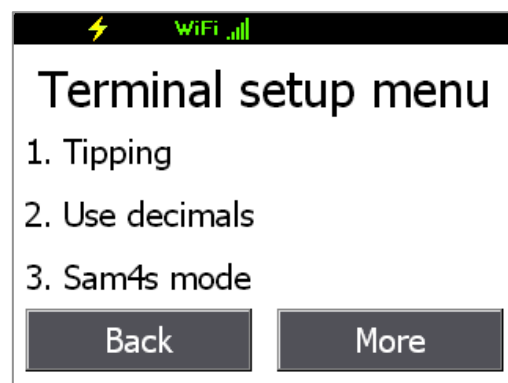 WiFi
Terminal setup menu
1. Tipping
2. Use decimals
3. Sam4s mode
Back More